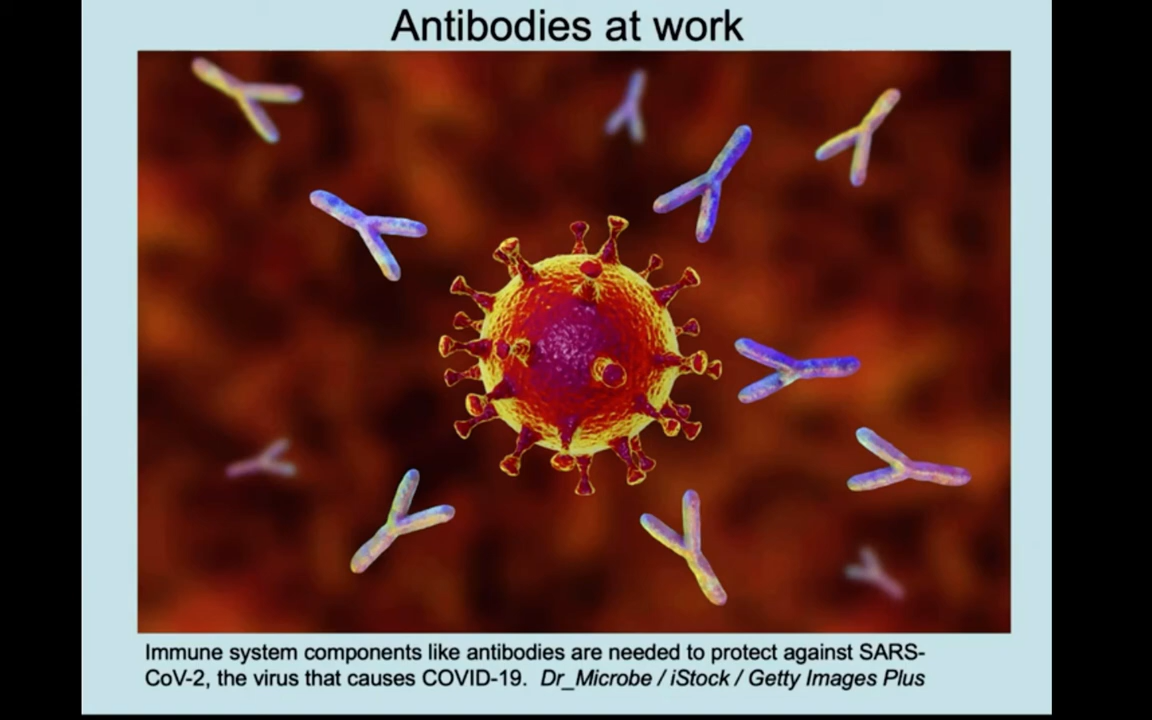 Antibodies at work
Immune system components like antibodies are needed to protect against SARS-
CoV-2, the virus that causes COVID-19. Dr_Microbe / iStock / Getty Images Plus